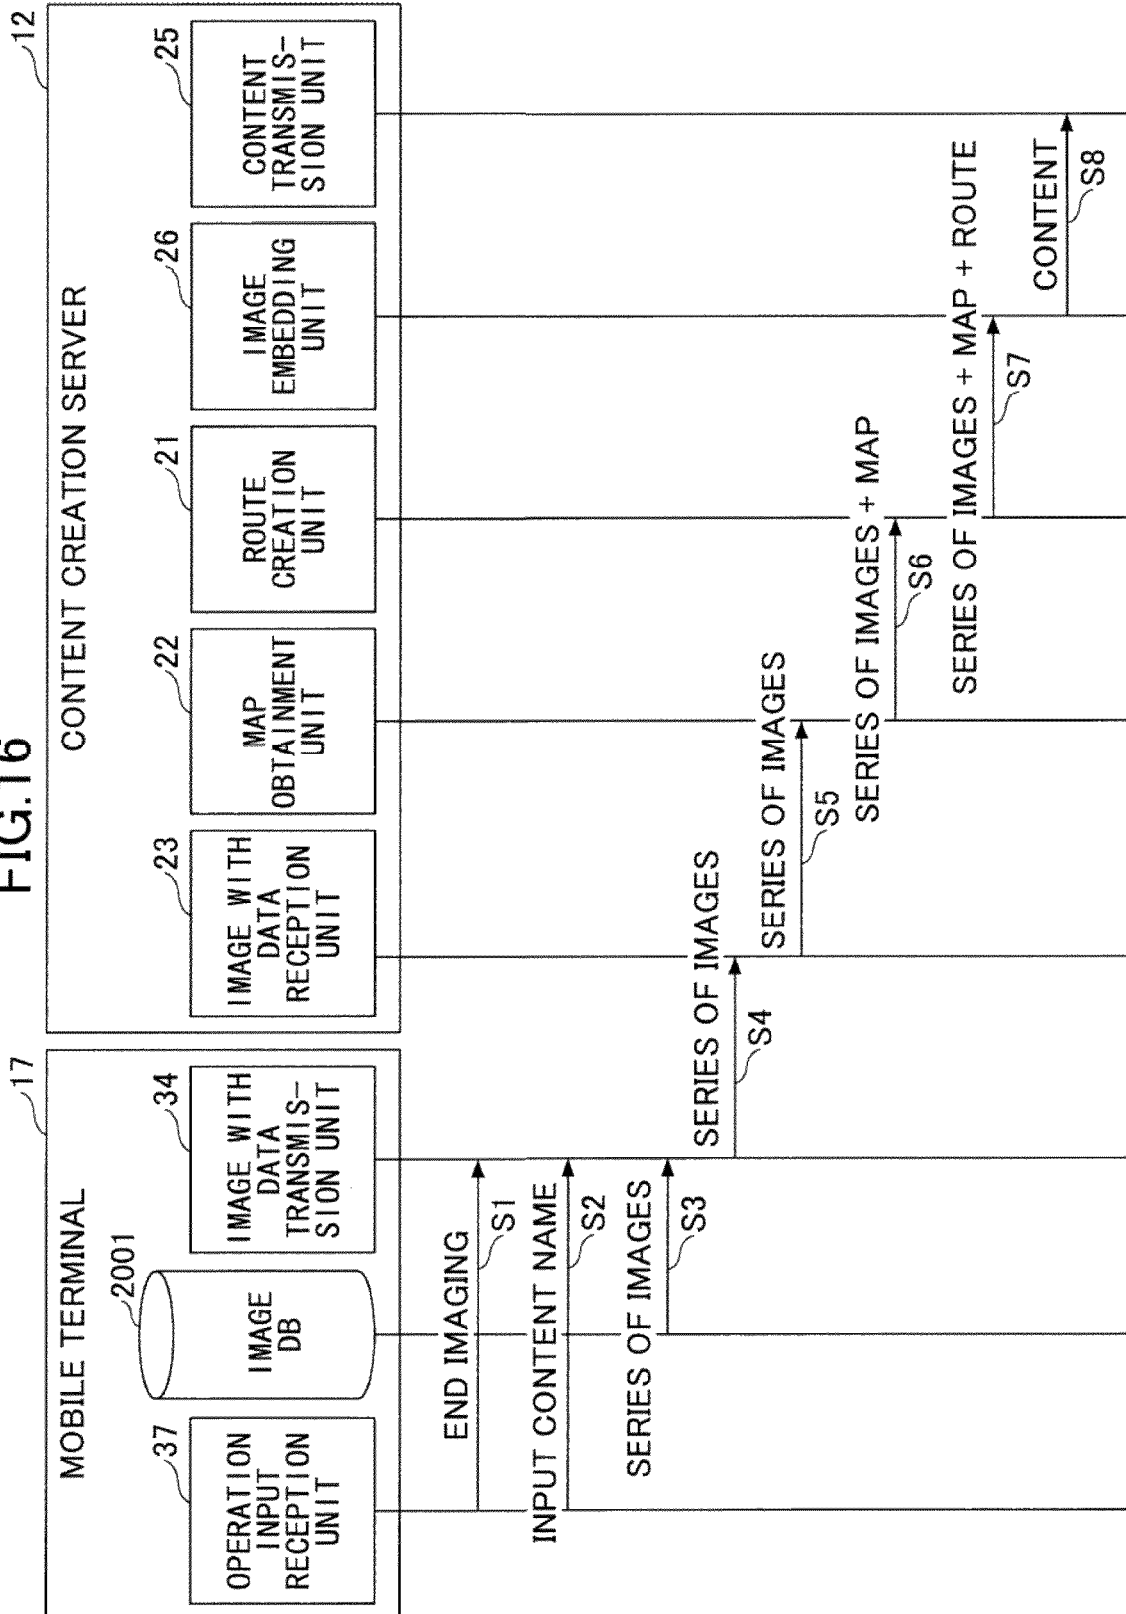 FIG.16
MOBILE TERMINAL
17
CONTENT CREATION SERVER
12
37
OPERATION
INPUT
RECEPTION
UNIT
2001
IMAGE
DB
34
IMAGE WITH
DATA
TRANSMIS-
SION UNIT
23
IMAGE WITH
DATA
RECEPTION
UNIT
22
MAP
OBTAINMENT
UNIT
21
ROUTE
CREATION
UNIT
26
IMAGE
EMBEDDING
UNIT
25
CONTENT
TRANSMIS-
SION UNIT
END IMAGING
S1
INPUT CONTENT NAME
S2
SERIES OF IMAGES
S3
SERIES OF IMAGES
S4
SERIES OF IMAGES
S5
SERIES OF IMAGES + MAP
S6
SERIES OF IMAGES + MAP + ROUTE
S7
CONTENT
S8